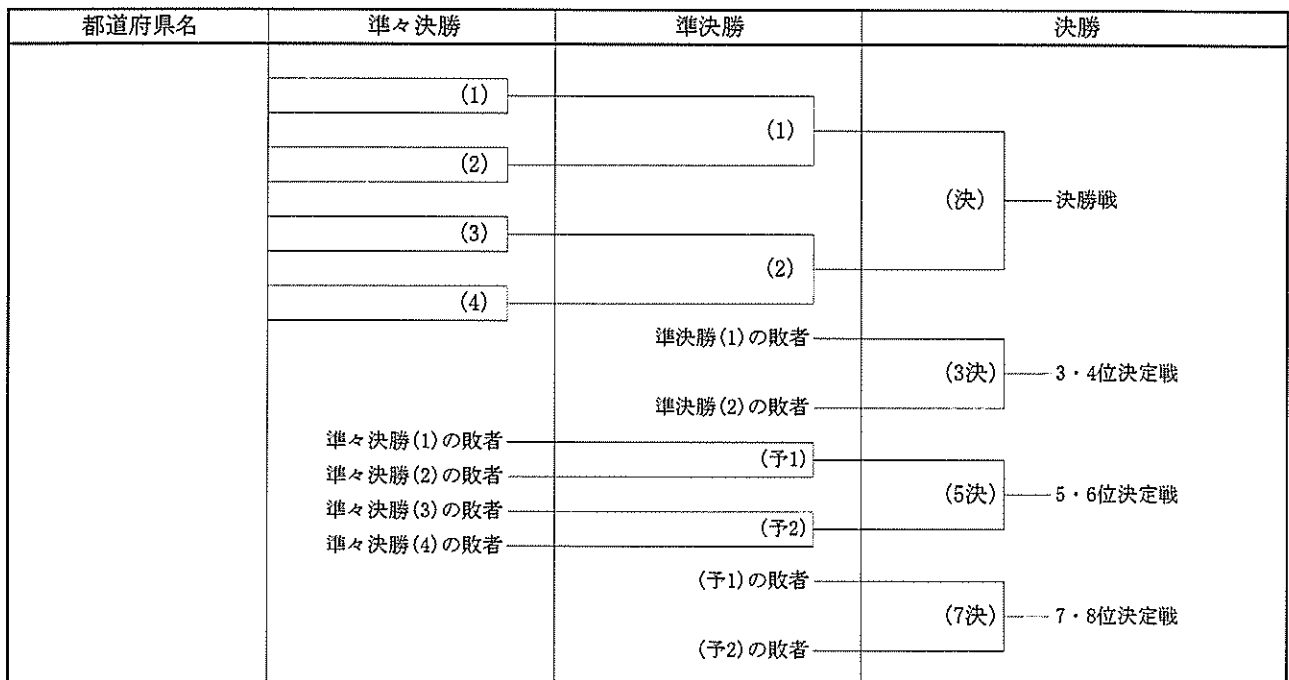 都道府県名 準々決勝 準決勝 決勝
(1)
(1)
(2)
(決) 決勝戦
(3)
(2)
(4)
準決勝(1)の敗者
(3決) 3・4位決定戦
準決勝(2)の敗者
準々決勝(1)の敗者
(予1)
準々決勝(2)の敗者
(5決) 5・6位決定戦
準々決勝(3)の敗者
(予2)
準々決勝(4)の敗者
(予1)の敗者
(7決) 7・8位決定戦
(予2)の敗者